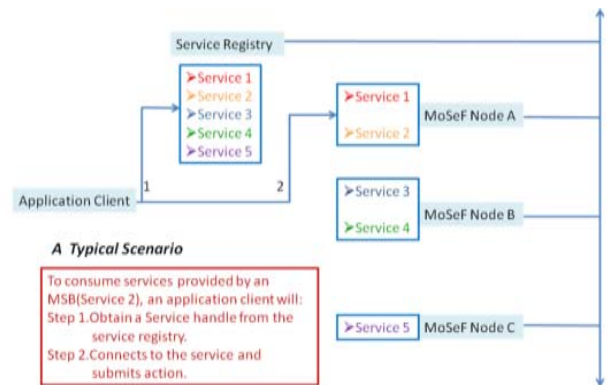 Service Registry
➤Service 1
➤Service 2
➤Service 3
➤Service 4
➤Service 5
➤Service 1
➤Service 2
MoSeF Node A
1
2
Application Client
➤Service 3
➤Service 4
MoSeF Node B
A Typical Scenario
To consume services provided by an
MSB(Service 2), an application client will:
Step 1.Obtain a Service handle from the
service registry.
Step 2.Connects to the service and
submits action.
➤Service 5
MoSeF Node C